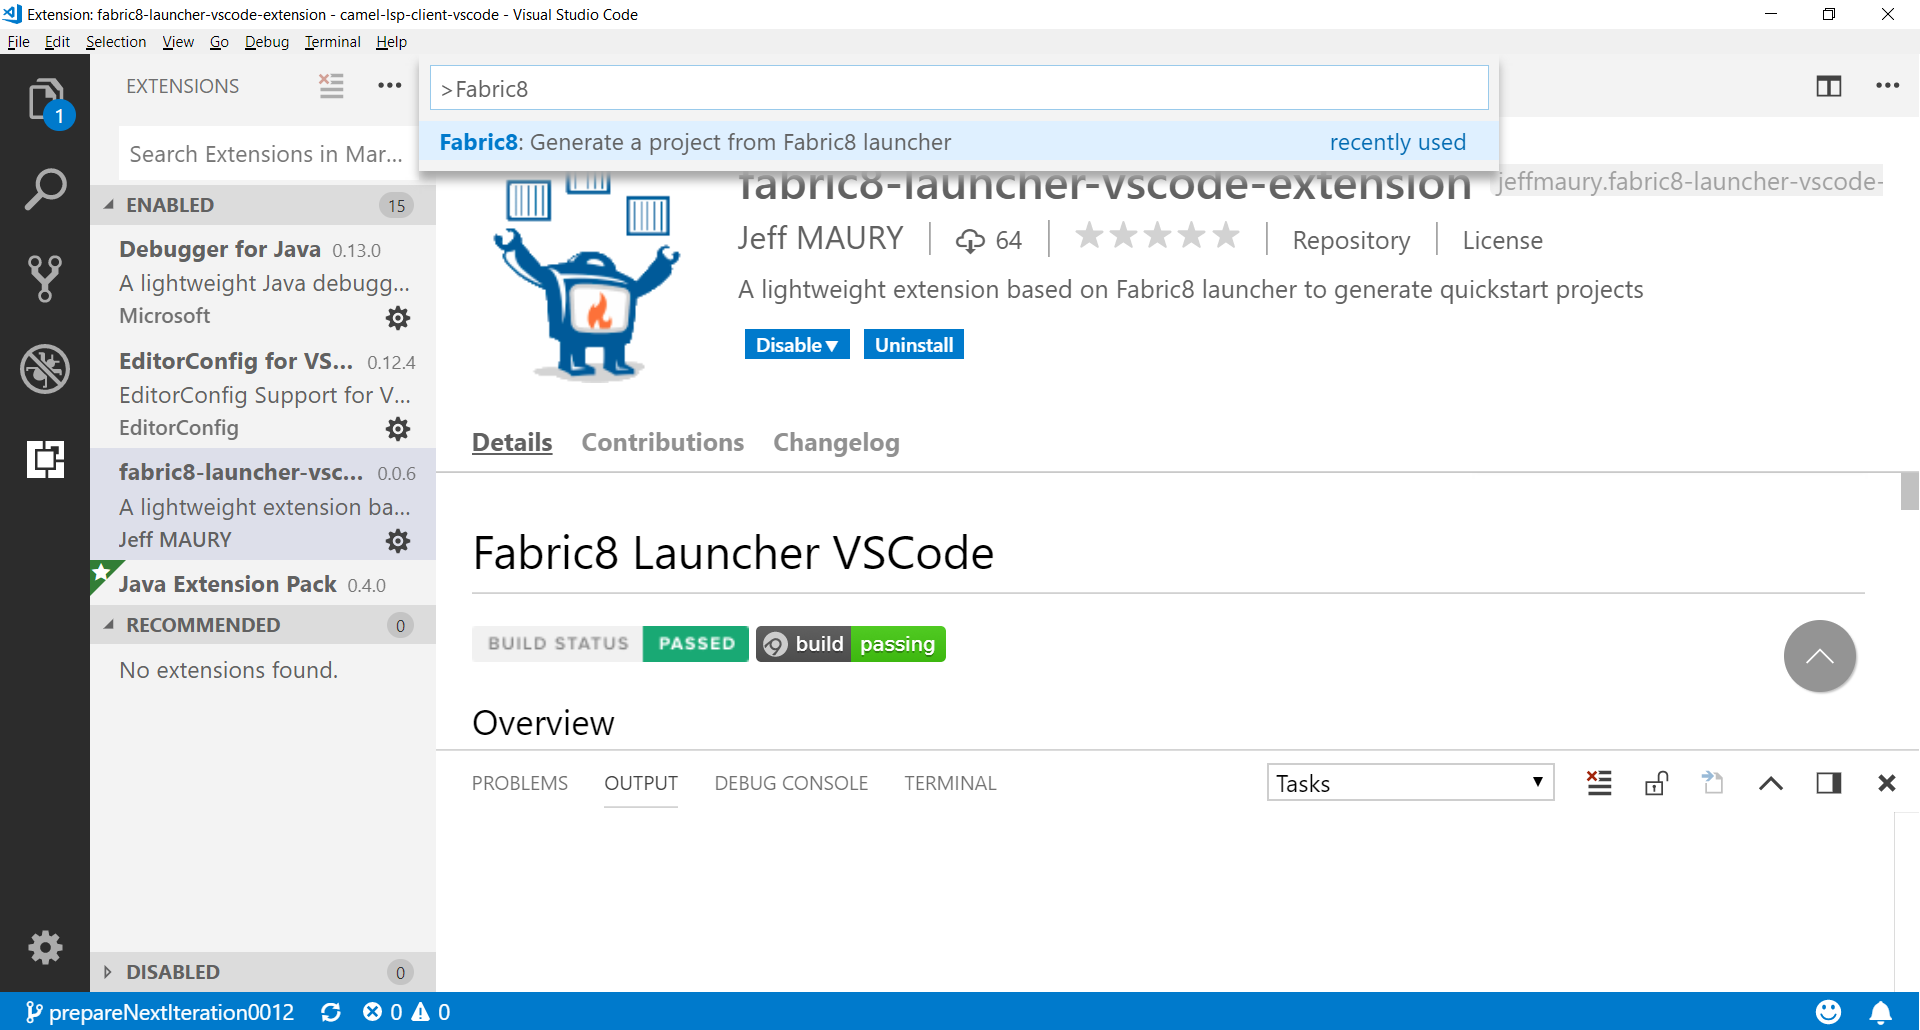 Extension: fabric8-launcher-vscode-extension - camel-lsp-client-vscode - Visual Studio Code
File Edit Selection View Go Debug Terminal Help
1
EXTENSIONS
>Fabric8
Fabric8: Generate a project from Fabric8 launcher recently used
Search Extensions in Mar...
ENABLED 15
Debugger for Java 0.13.0
A lightweight Java debugg...
Microsoft
EditorConfig for VS... 0.12.4
EditorConfig Support for V...
EditorConfig
fabric8-launcher-vsc... 0.0.6
A lightweight extension ba...
Jeff MAURY
Java Extension Pack 0.4.0
RECOMMENDED 0
No extensions found.
DISABLED 0
fabric8-launcher-vscode-extension jeffmaury.fabric8-launcher-vscode-
Jeff MAURY 64 Repository License
A lightweight extension based on Fabric8 launcher to generate quickstart projects
Disable Uninstall
Details Contributions Changelog
Fabric8 Launcher VSCode
BUILD STATUS PASSED build passing
Overview
PROBLEMS OUTPUT DEBUG CONSOLE TERMINAL Tasks
prepareNextIteration0012 0 0